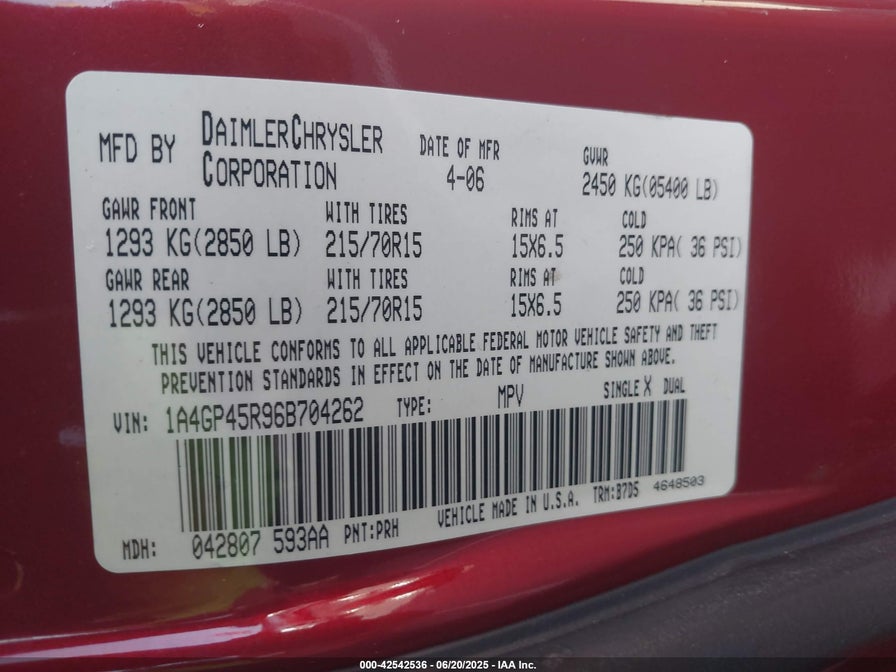 MFD BY DAIMLERCHRYSLER CORPORATION DATE OF MFR 4-06 GVWR 2450 KG(05400 LB)
GAWR FRONT WITH TIRES RIMS AT COLD
1293 KG(2850 LB) 215/70R15 15X6.5 250 KPA( 36 PSI)
GAWR REAR WITH TIRES RIMS AT COLD
1293 KG(2850 LB) 215/70R15 15X6.5 250 KPA( 36 PSI)
THIS VEHICLE CONFORMS TO ALL APPLICABLE FEDERAL MOTOR VEHICLE SAFETY AND THEFT
PREVENTION STANDARDS IN EFFECT ON THE DATE OF MANUFACTURE SHOWN ABOVE.
VIN: 1A4GP45R96B704262 TYPE: MPV SINGLE X DUAL
MDH: 042807 593AA PNT:PRH VEHICLE MADE IN U.S.A. TRM:B7D5 4648503
000-42542536 - 06/20/2025 - IAA Inc.